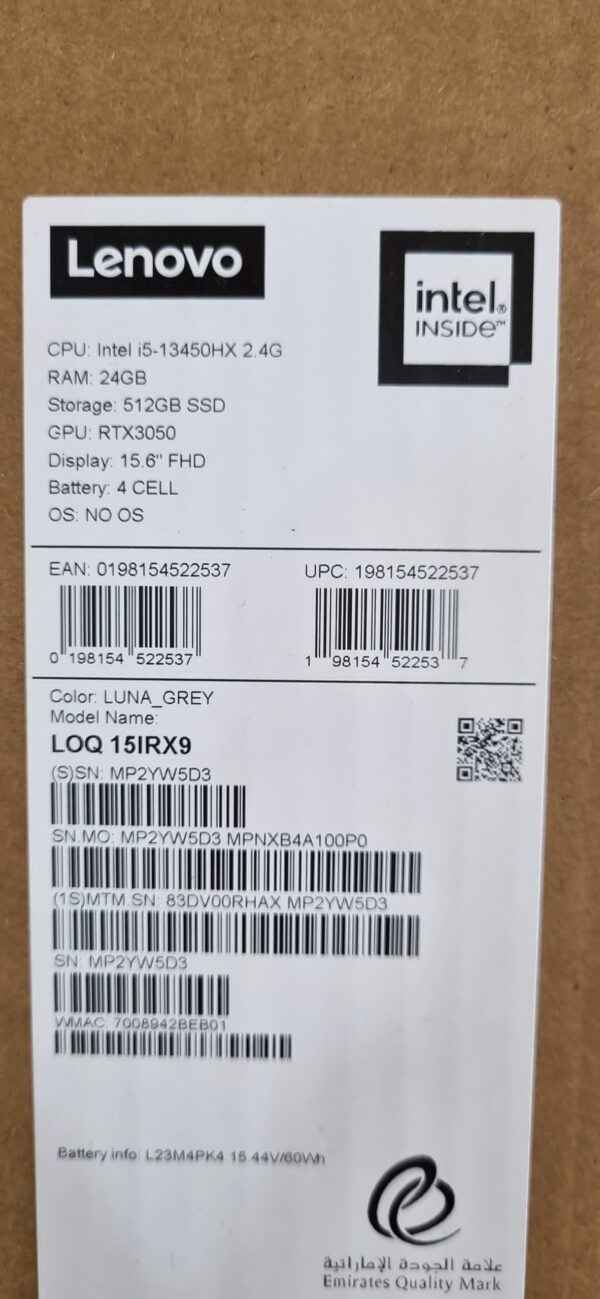 Lenovo
intel®
INSIDE™
CPU: Intel i5-13450HX 2.4G
RAM: 24GB
Storage: 512GB SSD
GPU: RTX3050
Display: 15.6" FHD
Battery: 4 CELL
OS: NO OS
EAN: 0198154522537
0 198154 522537
UPC: 198154522537
1 98154 52253 7
Color: LUNA_GREY
Model Name:
LOQ 15IRX9
(S)SN: MP2YW5D3
SN.MO: MP2YW5D3 MPNXB4A100P0
(1S)MTM.SN: 83DV00RHAX MP2YW5D3
SN: MP2YW5D3
WMAC: 7008942BEB01
Battery info: L23M4PK4 15.44V/60Wh
علامة الجودة الإماراتية
Emirates Quality Mark